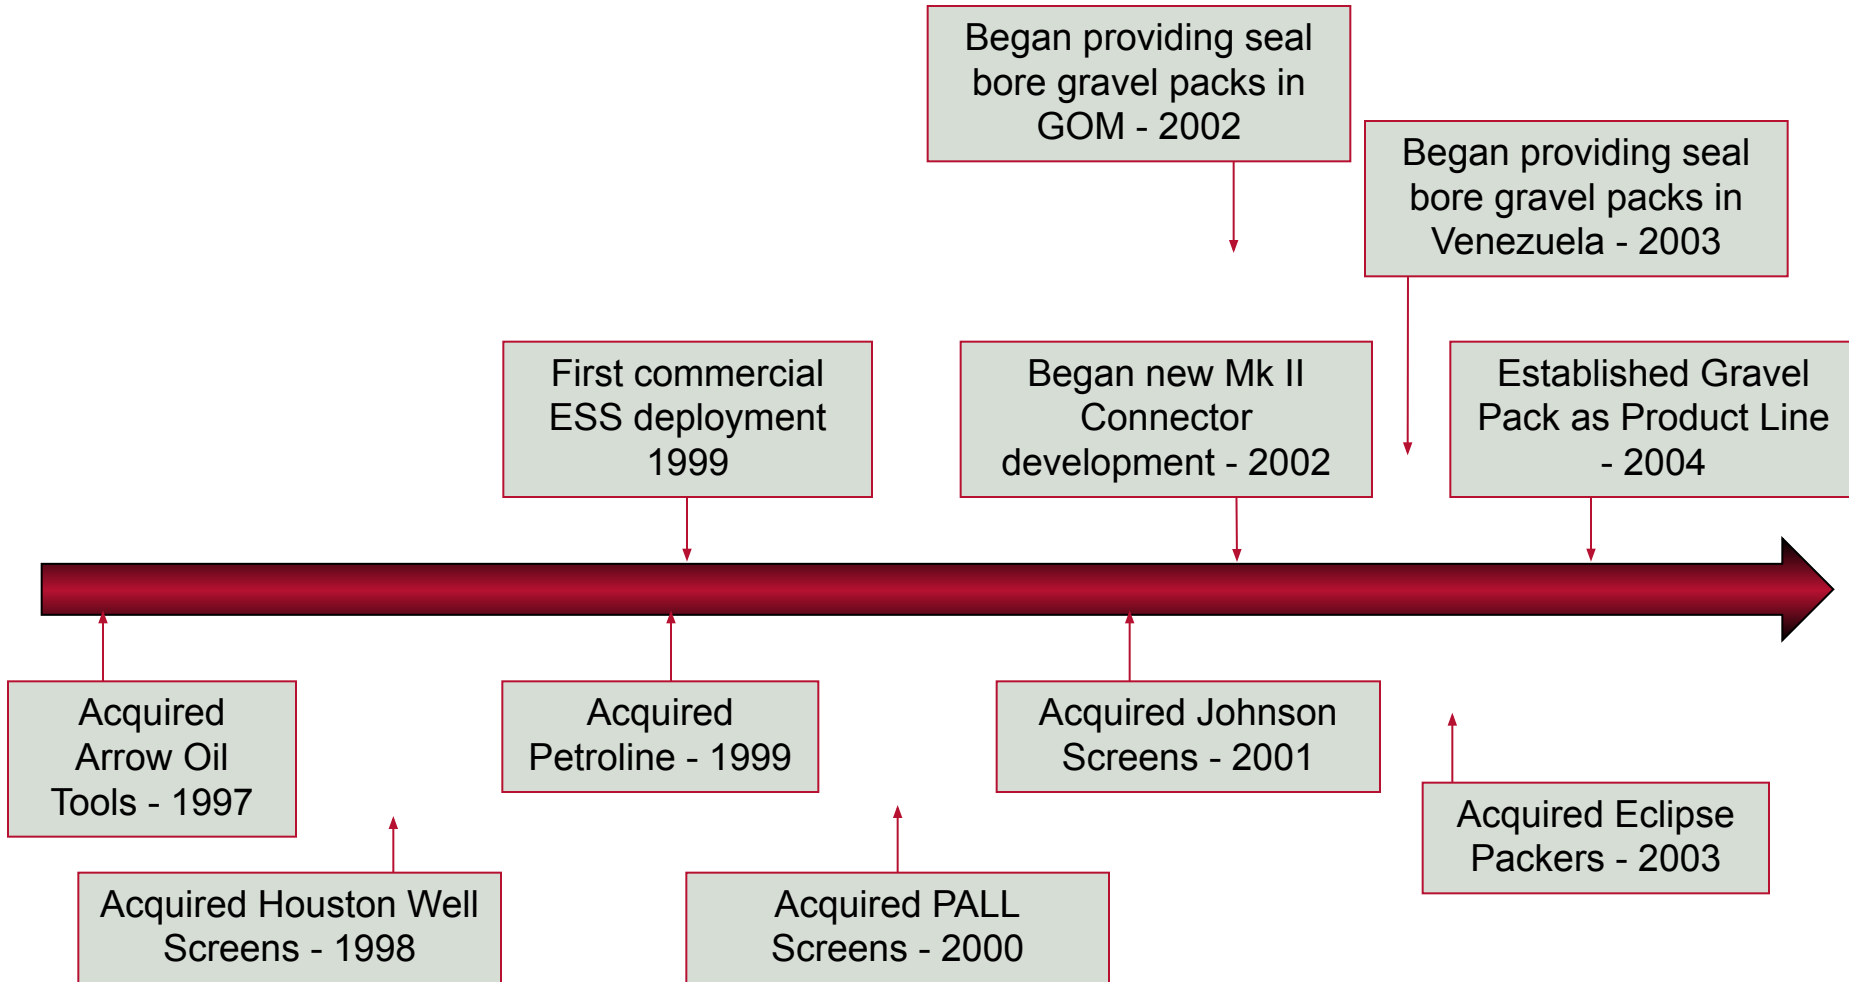 Began providing seal
bore gravel packs in
GOM - 2002
Began providing seal
bore gravel packs in
Venezuela - 2003
First commercial
ESS deployment
1999
Began new Mk II
Connector
development - 2002
Established Gravel
Pack as Product Line
- 2004
Acquired
Arrow Oil
Tools - 1997
Acquired
Petroline - 1999
Acquired Johnson
Screens - 2001
Acquired Eclipse
Packers - 2003
Acquired Houston Well
Screens - 1998
Acquired PALL
Screens - 2000